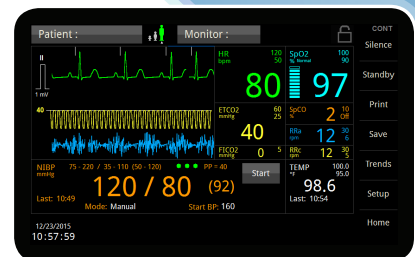 Patient :
Monitor :
CONT
Silence
Standby
Print
Save
Trends
Setup
Home
II
1 mV
HR 120
bpm 50
80
SpO2 100
% 90
97
40
ETCO2 60
mmHg 25
40
FICO2 0 5
mmHg
SpCO 2 10
% Off
RRa 12 30
rpm 6
RRc 12 30
rpm 5
NIBP 75 - 220 / 35 - 110 (50 - 120) PP = 40
mmHg
120 / 80 (92)
Last: 10:49
Mode: Manual Start BP: 160
Start
TEMP 100.0
°F 95.0
98.6
Last: 10:54
12/23/2015
10:57:59